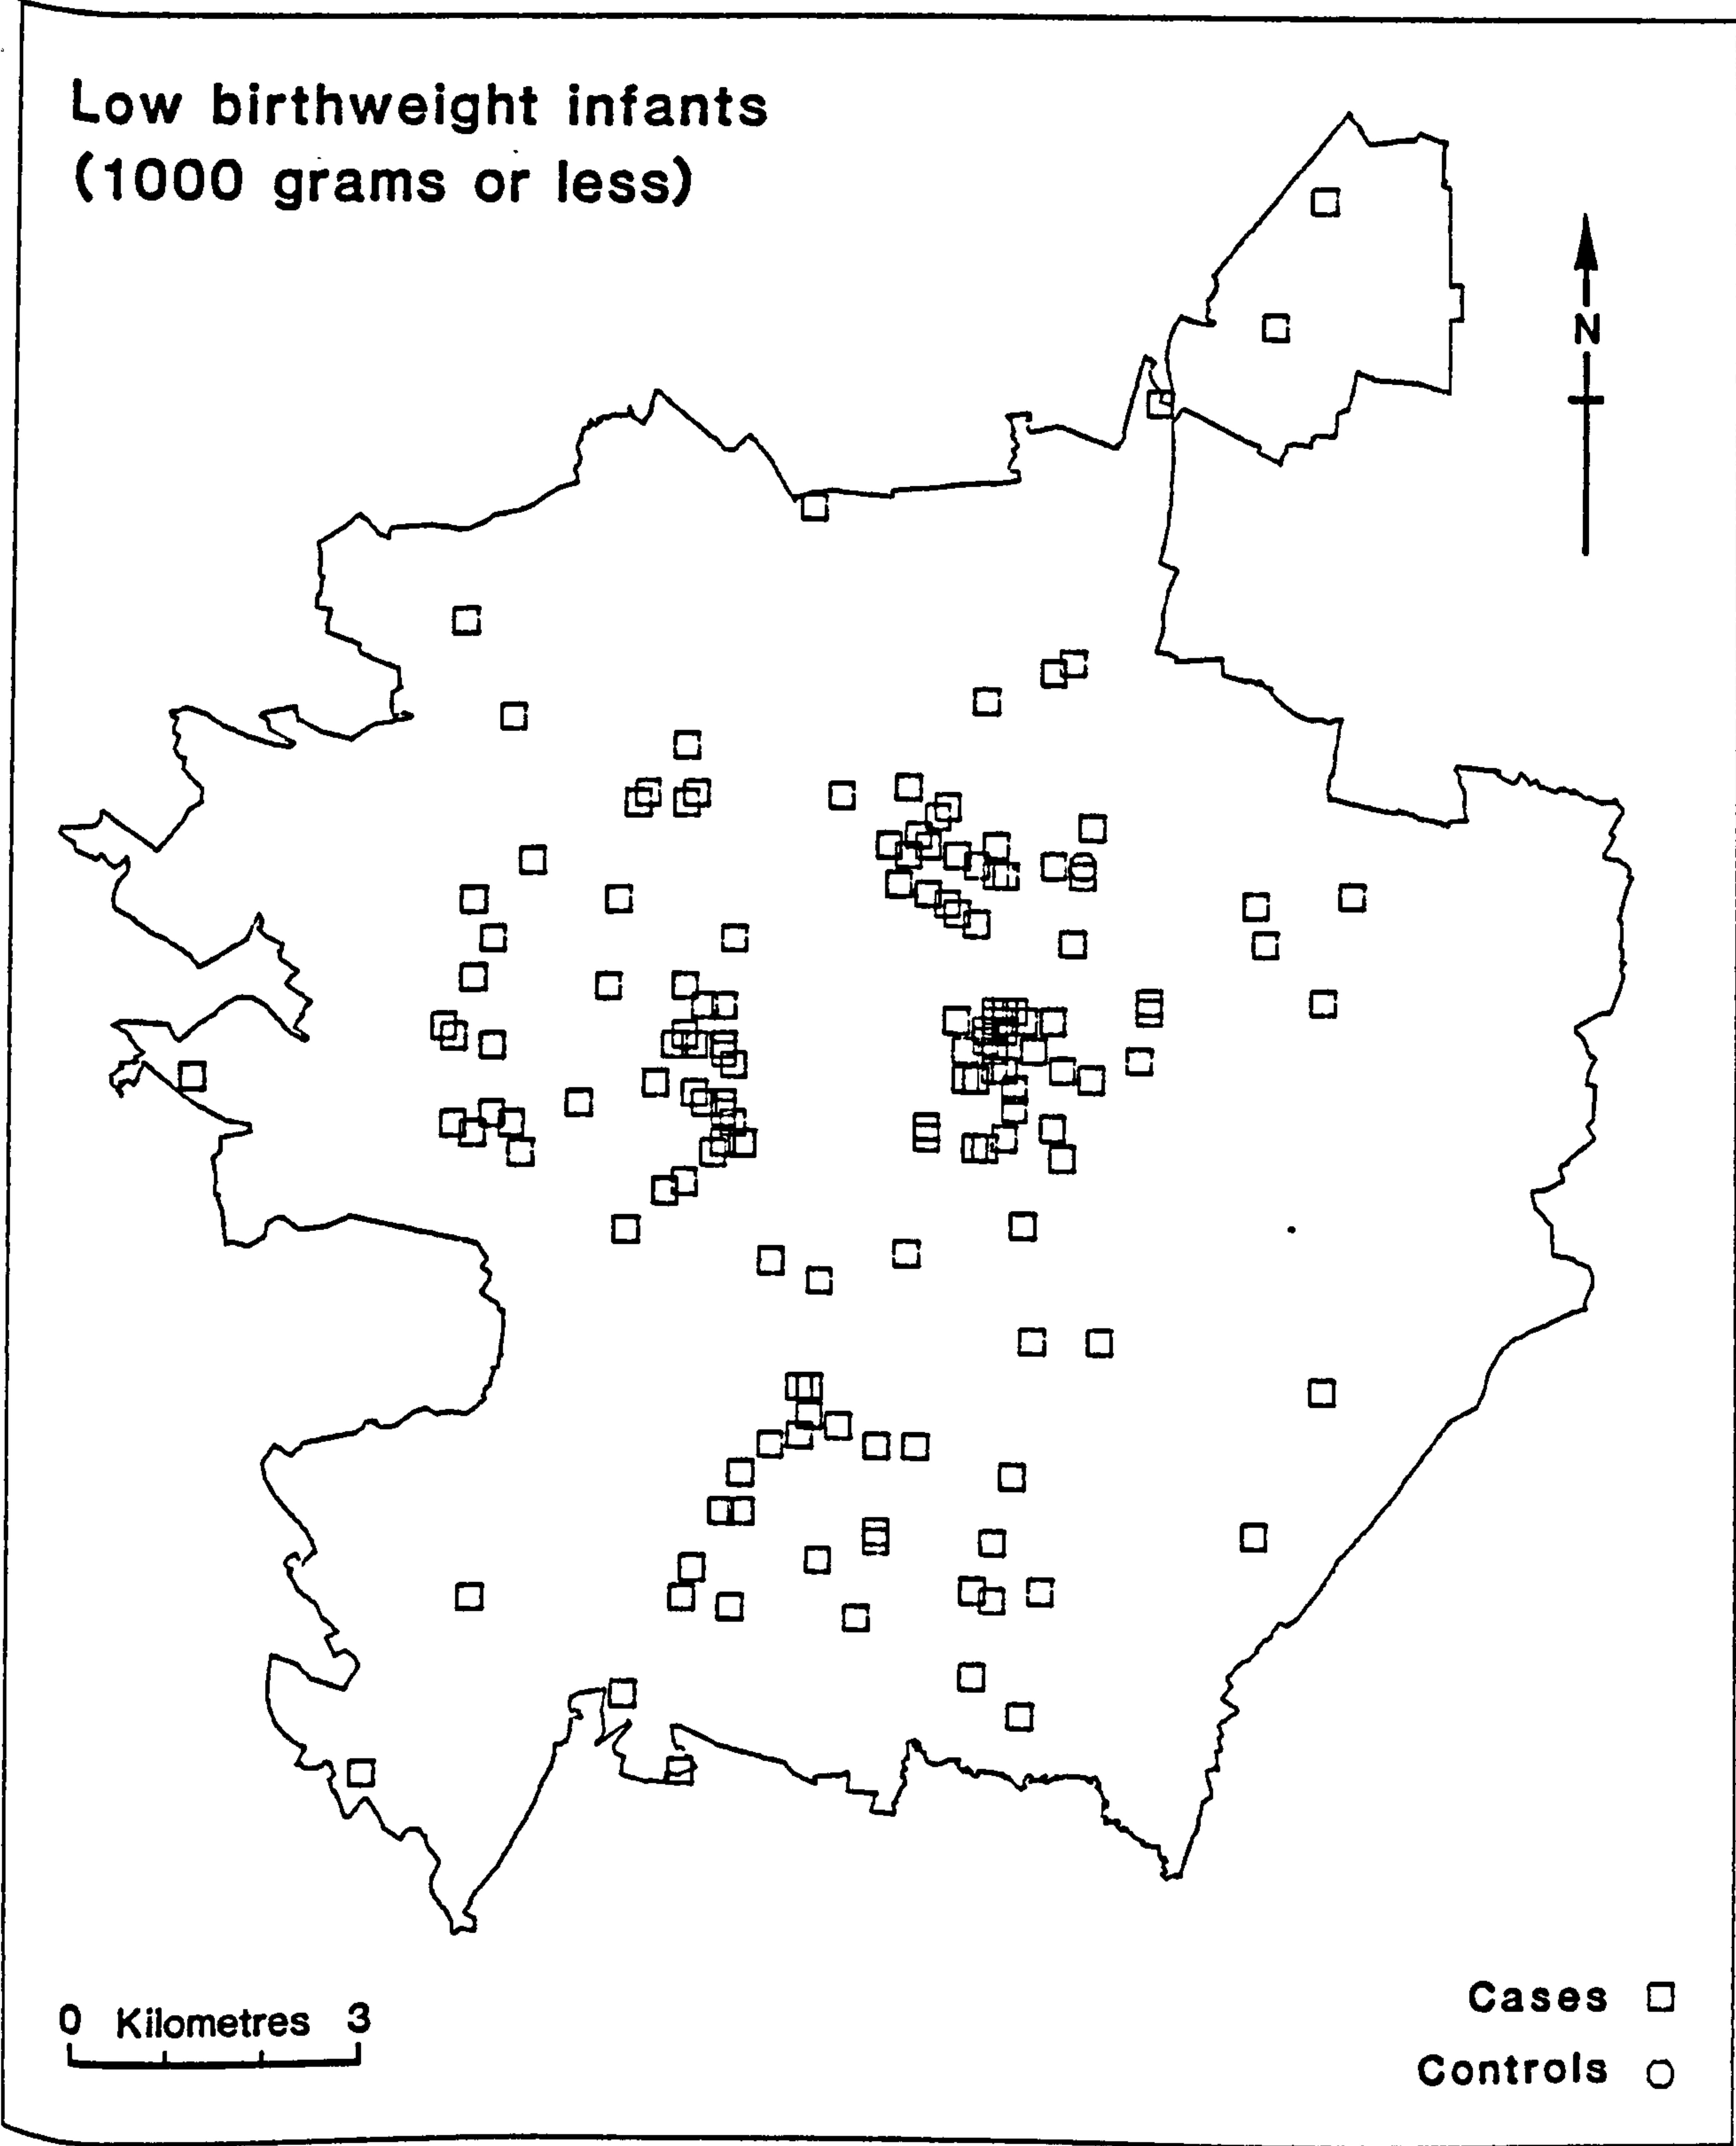 Low birthweight infants
(1000 grams or less)
N
0 Kilometres 3
Cases
Controls